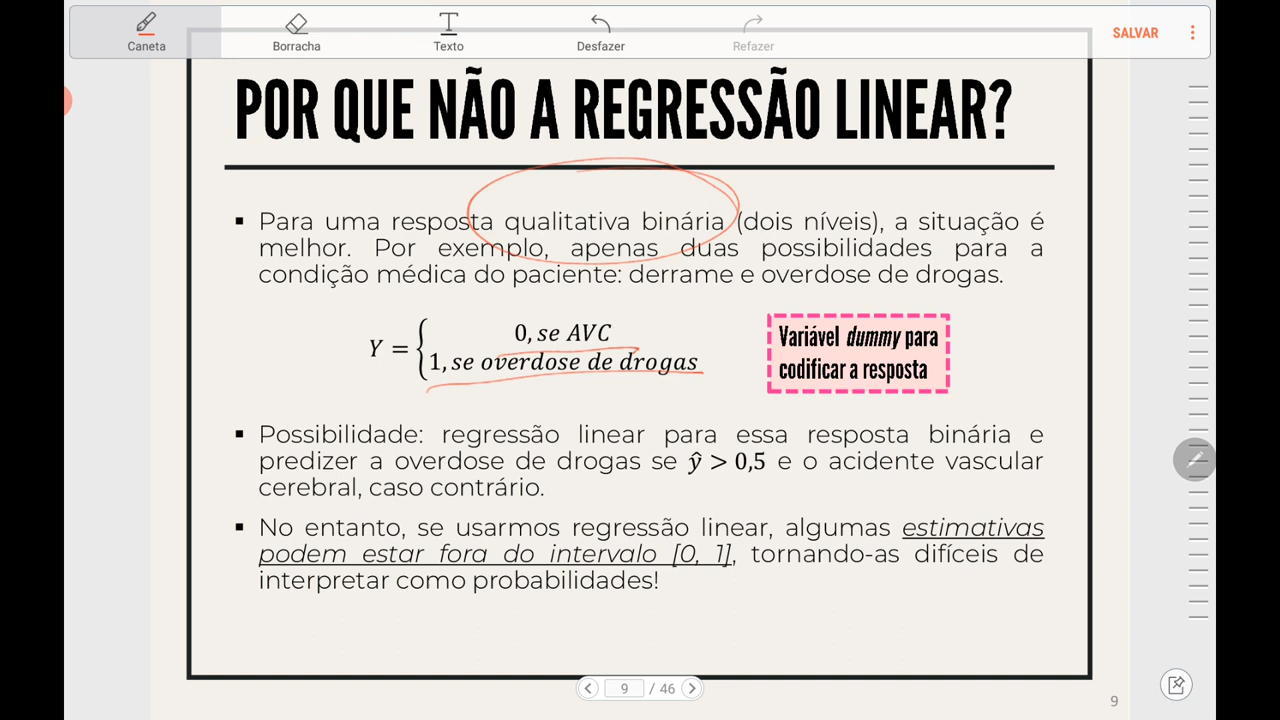 Caneta
Borracha
Texto
Desfazer
Refazer
SALVAR
POR QUE NÃO A REGRESSÃO LINEAR?
▪ Para uma resposta qualitativa binária (dois níveis), a situação é
melhor. Por exemplo, apenas duas possibilidades para a
condição médica do paciente: derrame e overdose de drogas.
Y = {
0, se AVC
1, se overdose de drogas
Variável dummy para
codificar a resposta
▪ Possibilidade: regressão linear para essa resposta binária e
predizer a overdose de drogas se ŷ > 0,5 e o acidente vascular
cerebral, caso contrário.
▪ No entanto, se usarmos regressão linear, algumas estimativas
podem estar fora do intervalo [0, 1], tornando-as difíceis de
interpretar como probabilidades!
9 / 46
9